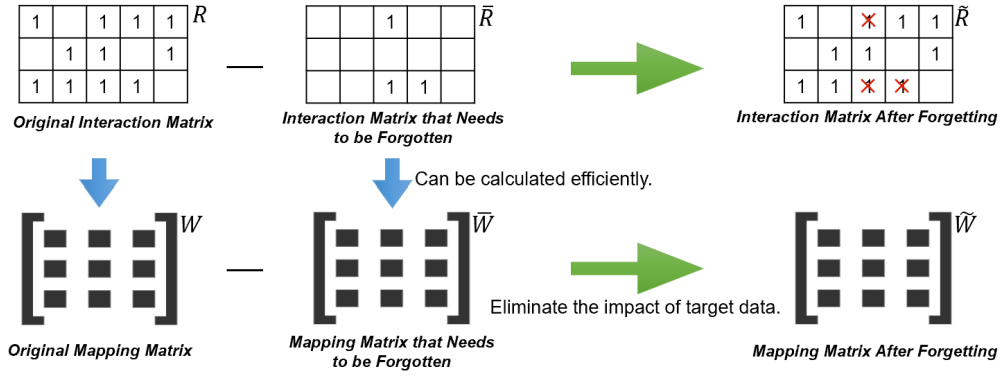 1 1 1 1 R
1 1 1
1 1 1 1
Original Interaction Matrix
—
1 R̄
1 1
Interaction Matrix that Needs
to be Forgotten
1 1 1 1 R̃
1 1 1
1 1 1 1
Interaction Matrix After Forgetting
Can be calculated efficiently.
W
Original Mapping Matrix
—
W̄
Mapping Matrix that Needs
to be Forgotten
Eliminate the impact of target data.
W̃
Mapping Matrix After Forgetting